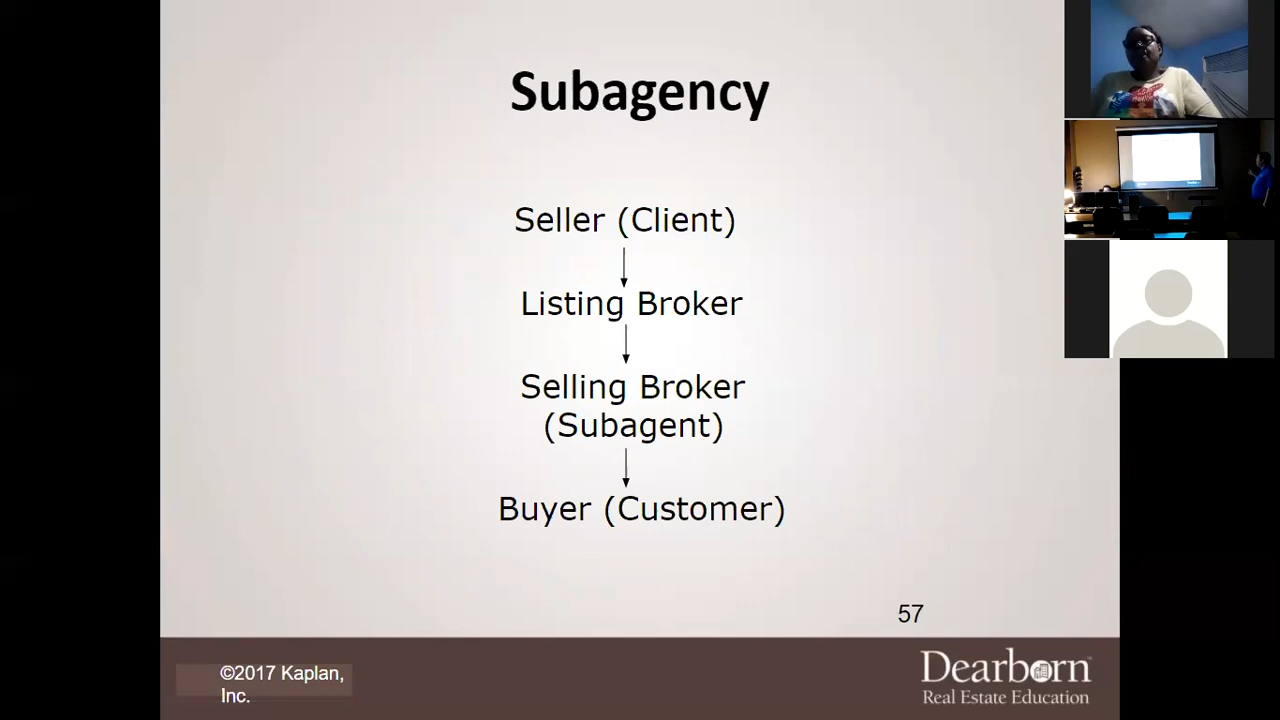 Subagency
Seller (Client)
Listing Broker
Selling Broker
(Subagent)
Buyer (Customer)
57
©2017 Kaplan,
Inc.
Dearborn
Real Estate Education